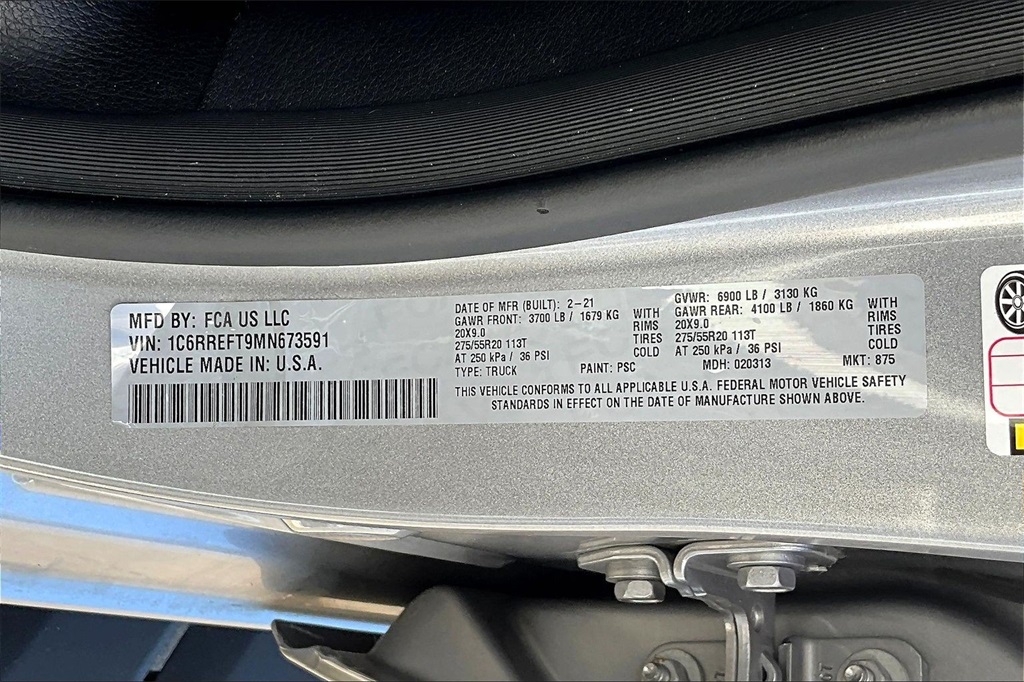 MFD BY: FCA US LLC
VIN: 1C6RREFT9MN673591
VEHICLE MADE IN: U.S.A.
DATE OF MFR (BUILT): 2-21
GAWR FRONT: 3700 LB / 1679 KG WITH
20X9.0 RIMS
275/55R20 113T TIRES
AT 250 kPa / 36 PSI COLD
TYPE: TRUCK PAINT: PSC
GVWR: 6900 LB / 3130 KG
GAWR REAR: 4100 LB / 1860 KG WITH
20X9.0 RIMS
275/55R20 113T TIRES
AT 250 kPa / 36 PSI COLD
MDH: 020313 MKT: 875
THIS VEHICLE CONFORMS TO ALL APPLICABLE U.S.A. FEDERAL MOTOR VEHICLE SAFETY
STANDARDS IN EFFECT ON THE DATE OF MANUFACTURE SHOWN ABOVE.